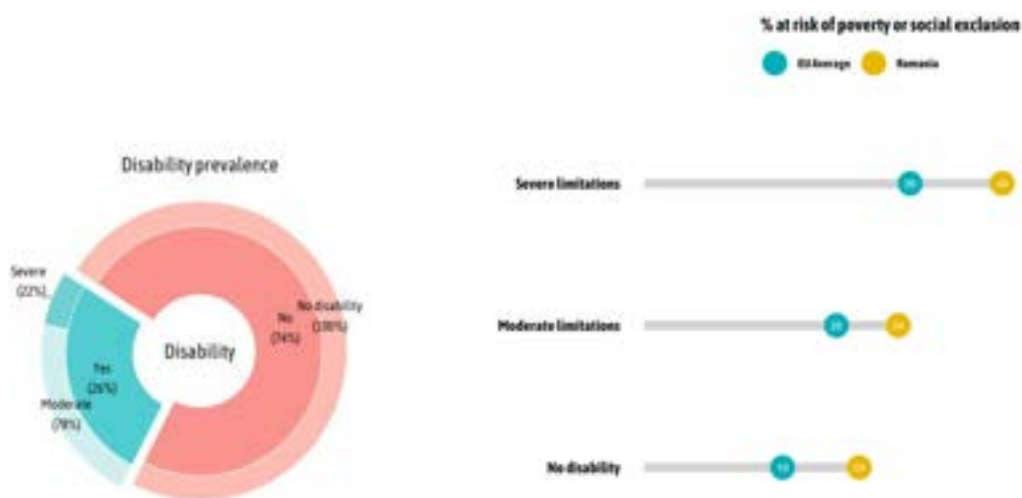 % at risk of poverty or social exclusion
EU Average
Romania
Disability prevalence
Severe limitations
Severe
(22%)
No disability
(100%)
No
(74%)
Disability
Moderate limitations
Yes
(26%)
Moderate
(78%)
No disability